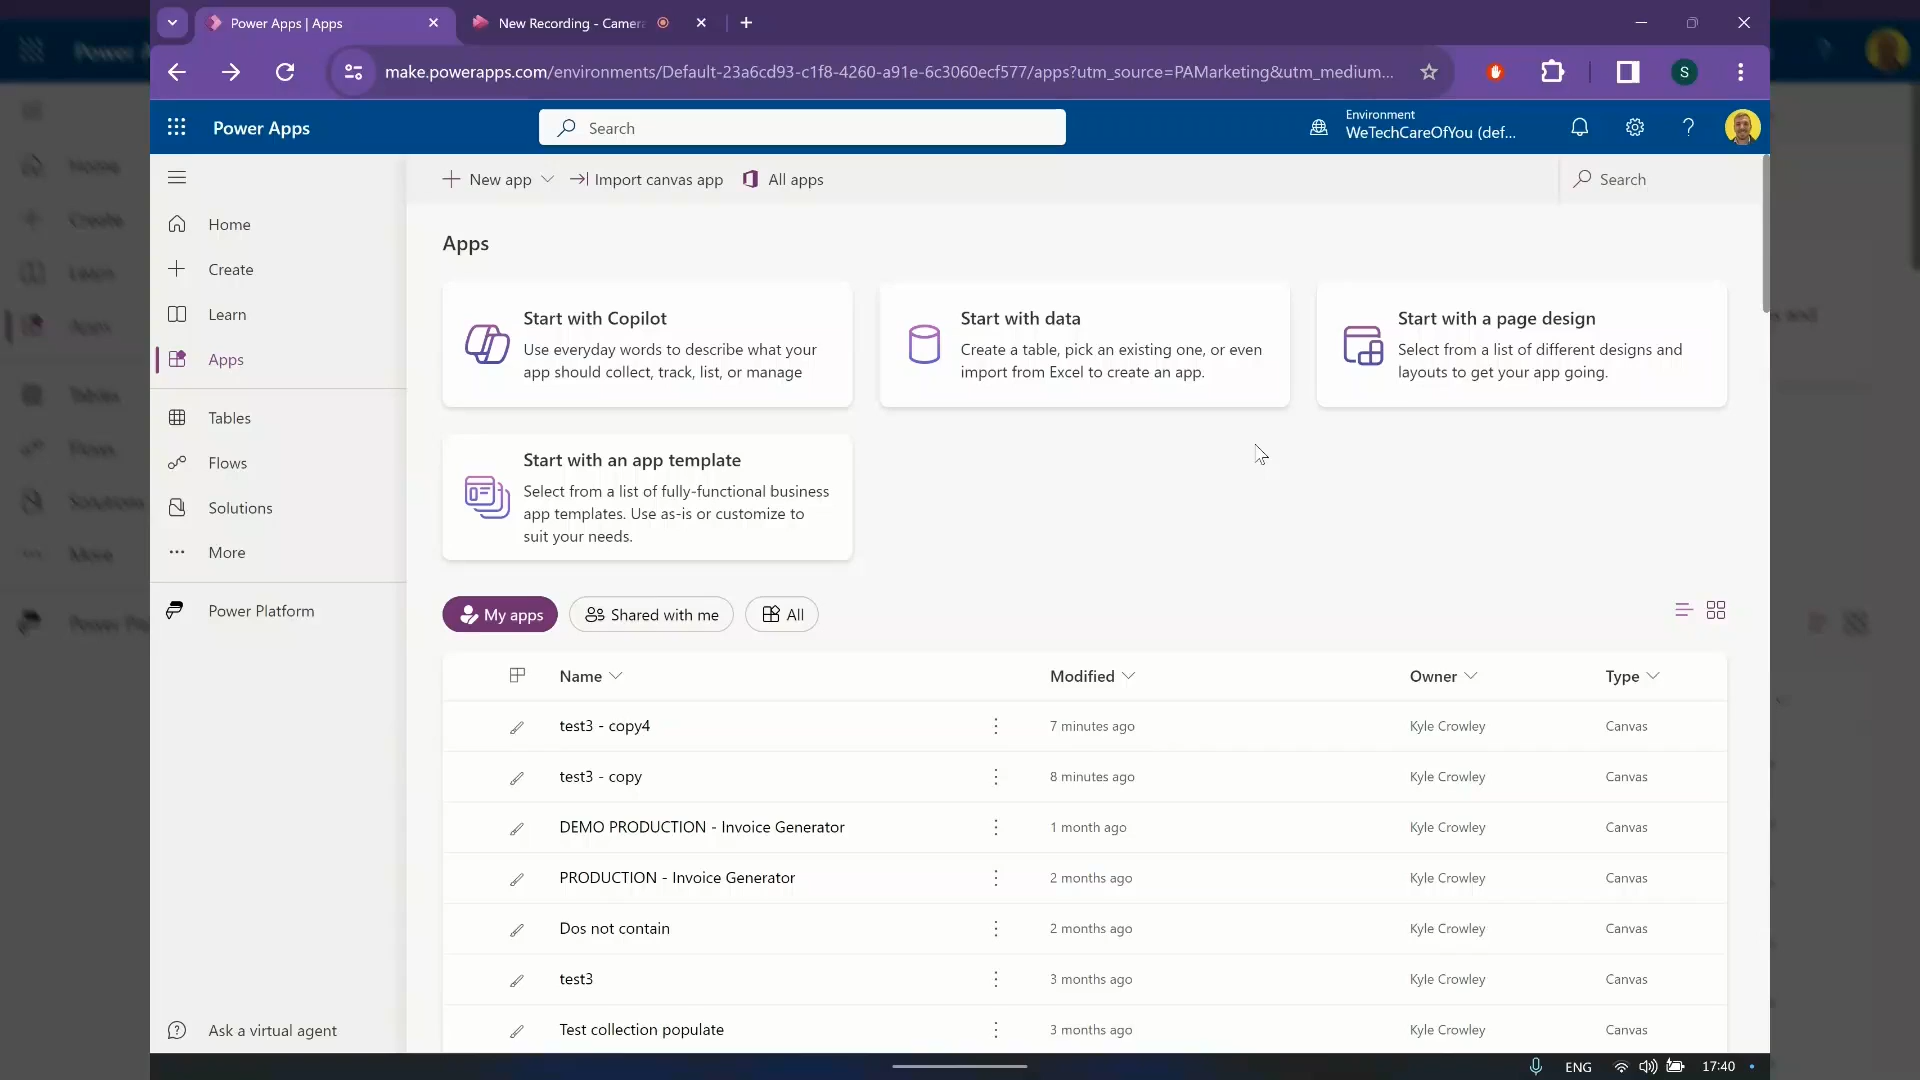 Power Apps | Apps
New Recording - Camera
make.powerapps.com/environments/Default-23a6cd93-c1f8-4260-a91e-6c3060ecf577/apps?utm_source=PAMarketing&utm_medium...
S
Power Apps
Search
Environment
WeTechCareOfYou (def...
New app
Import canvas app
All apps
Search
Home
Create
Learn
Apps
Tables
Flows
Solutions
More
Power Platform
Ask a virtual agent
Apps
Start with Copilot
Use everyday words to describe what your
app should collect, track, list, or manage
Start with data
Create a table, pick an existing one, or even
import from Excel to create an app.
Start with a page design
Select from a list of different designs and
layouts to get your app going.
Start with an app template
Select from a list of fully-functional business
app templates. Use as-is or customize to
suit your needs.
My apps
Shared with me
All
Name Modified Owner Type
test3 - copy4 7 minutes ago Kyle Crowley Canvas
test3 - copy 8 minutes ago Kyle Crowley Canvas
DEMO PRODUCTION - Invoice Generator 1 month ago Kyle Crowley Canvas
PRODUCTION - Invoice Generator 2 months ago Kyle Crowley Canvas
Dos not contain 2 months ago Kyle Crowley Canvas
test3 3 months ago Kyle Crowley Canvas
Test collection populate 3 months ago Kyle Crowley Canvas
ENG
17:40